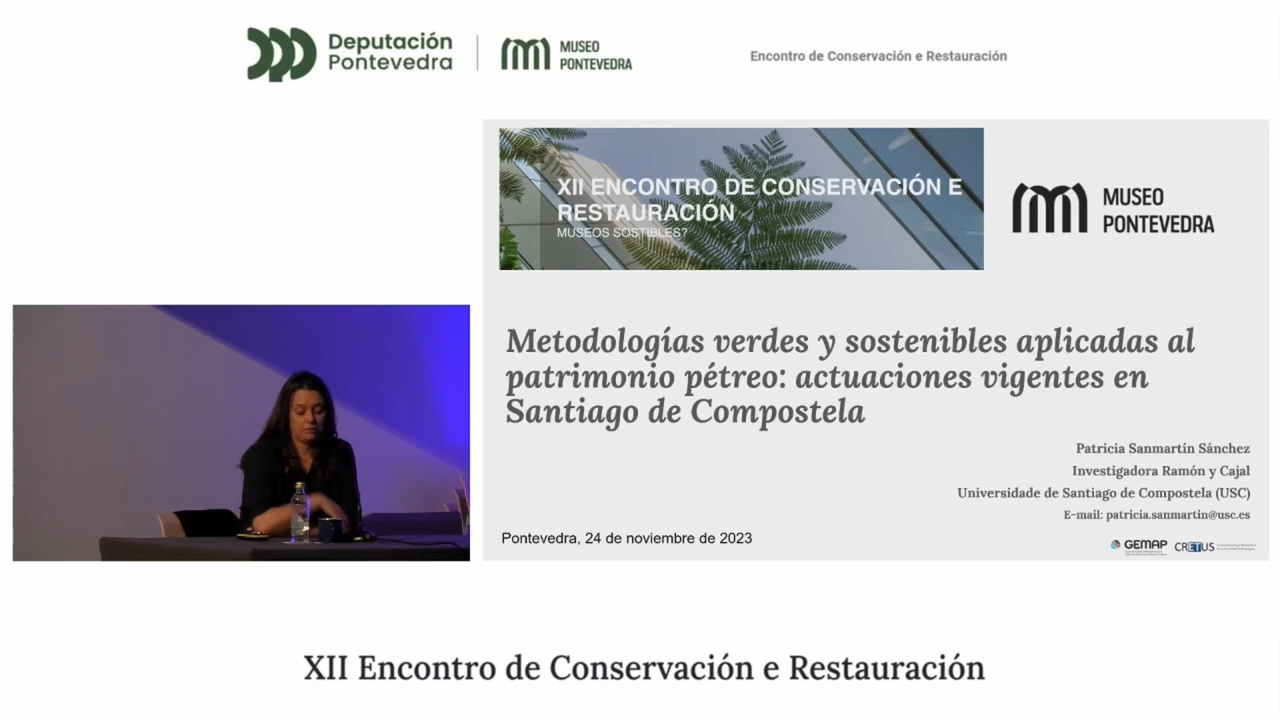 Deputación
Pontevedra
MUSEO
PONTEVEDRA
Encontro de Conservación e Restauración
XII ENCONTRO DE CONSERVACIÓN E
RESTAURACIÓN
MUSEOS SOSTIBLES?
MUSEO
PONTEVEDRA
Metodologías verdes y sostenibles aplicadas al
patrimonio pétreo: actuaciones vigentes en
Santiago de Compostela
Patricia Sanmartín Sánchez
Investigadora Ramón y Cajal
Universidade de Santiago de Compostela (USC)
E-mail: patricia.sanmartin@usc.es
Pontevedra, 24 de noviembre de 2023
GEMAP
CRETUS
XII Encontro de Conservación e Restauración